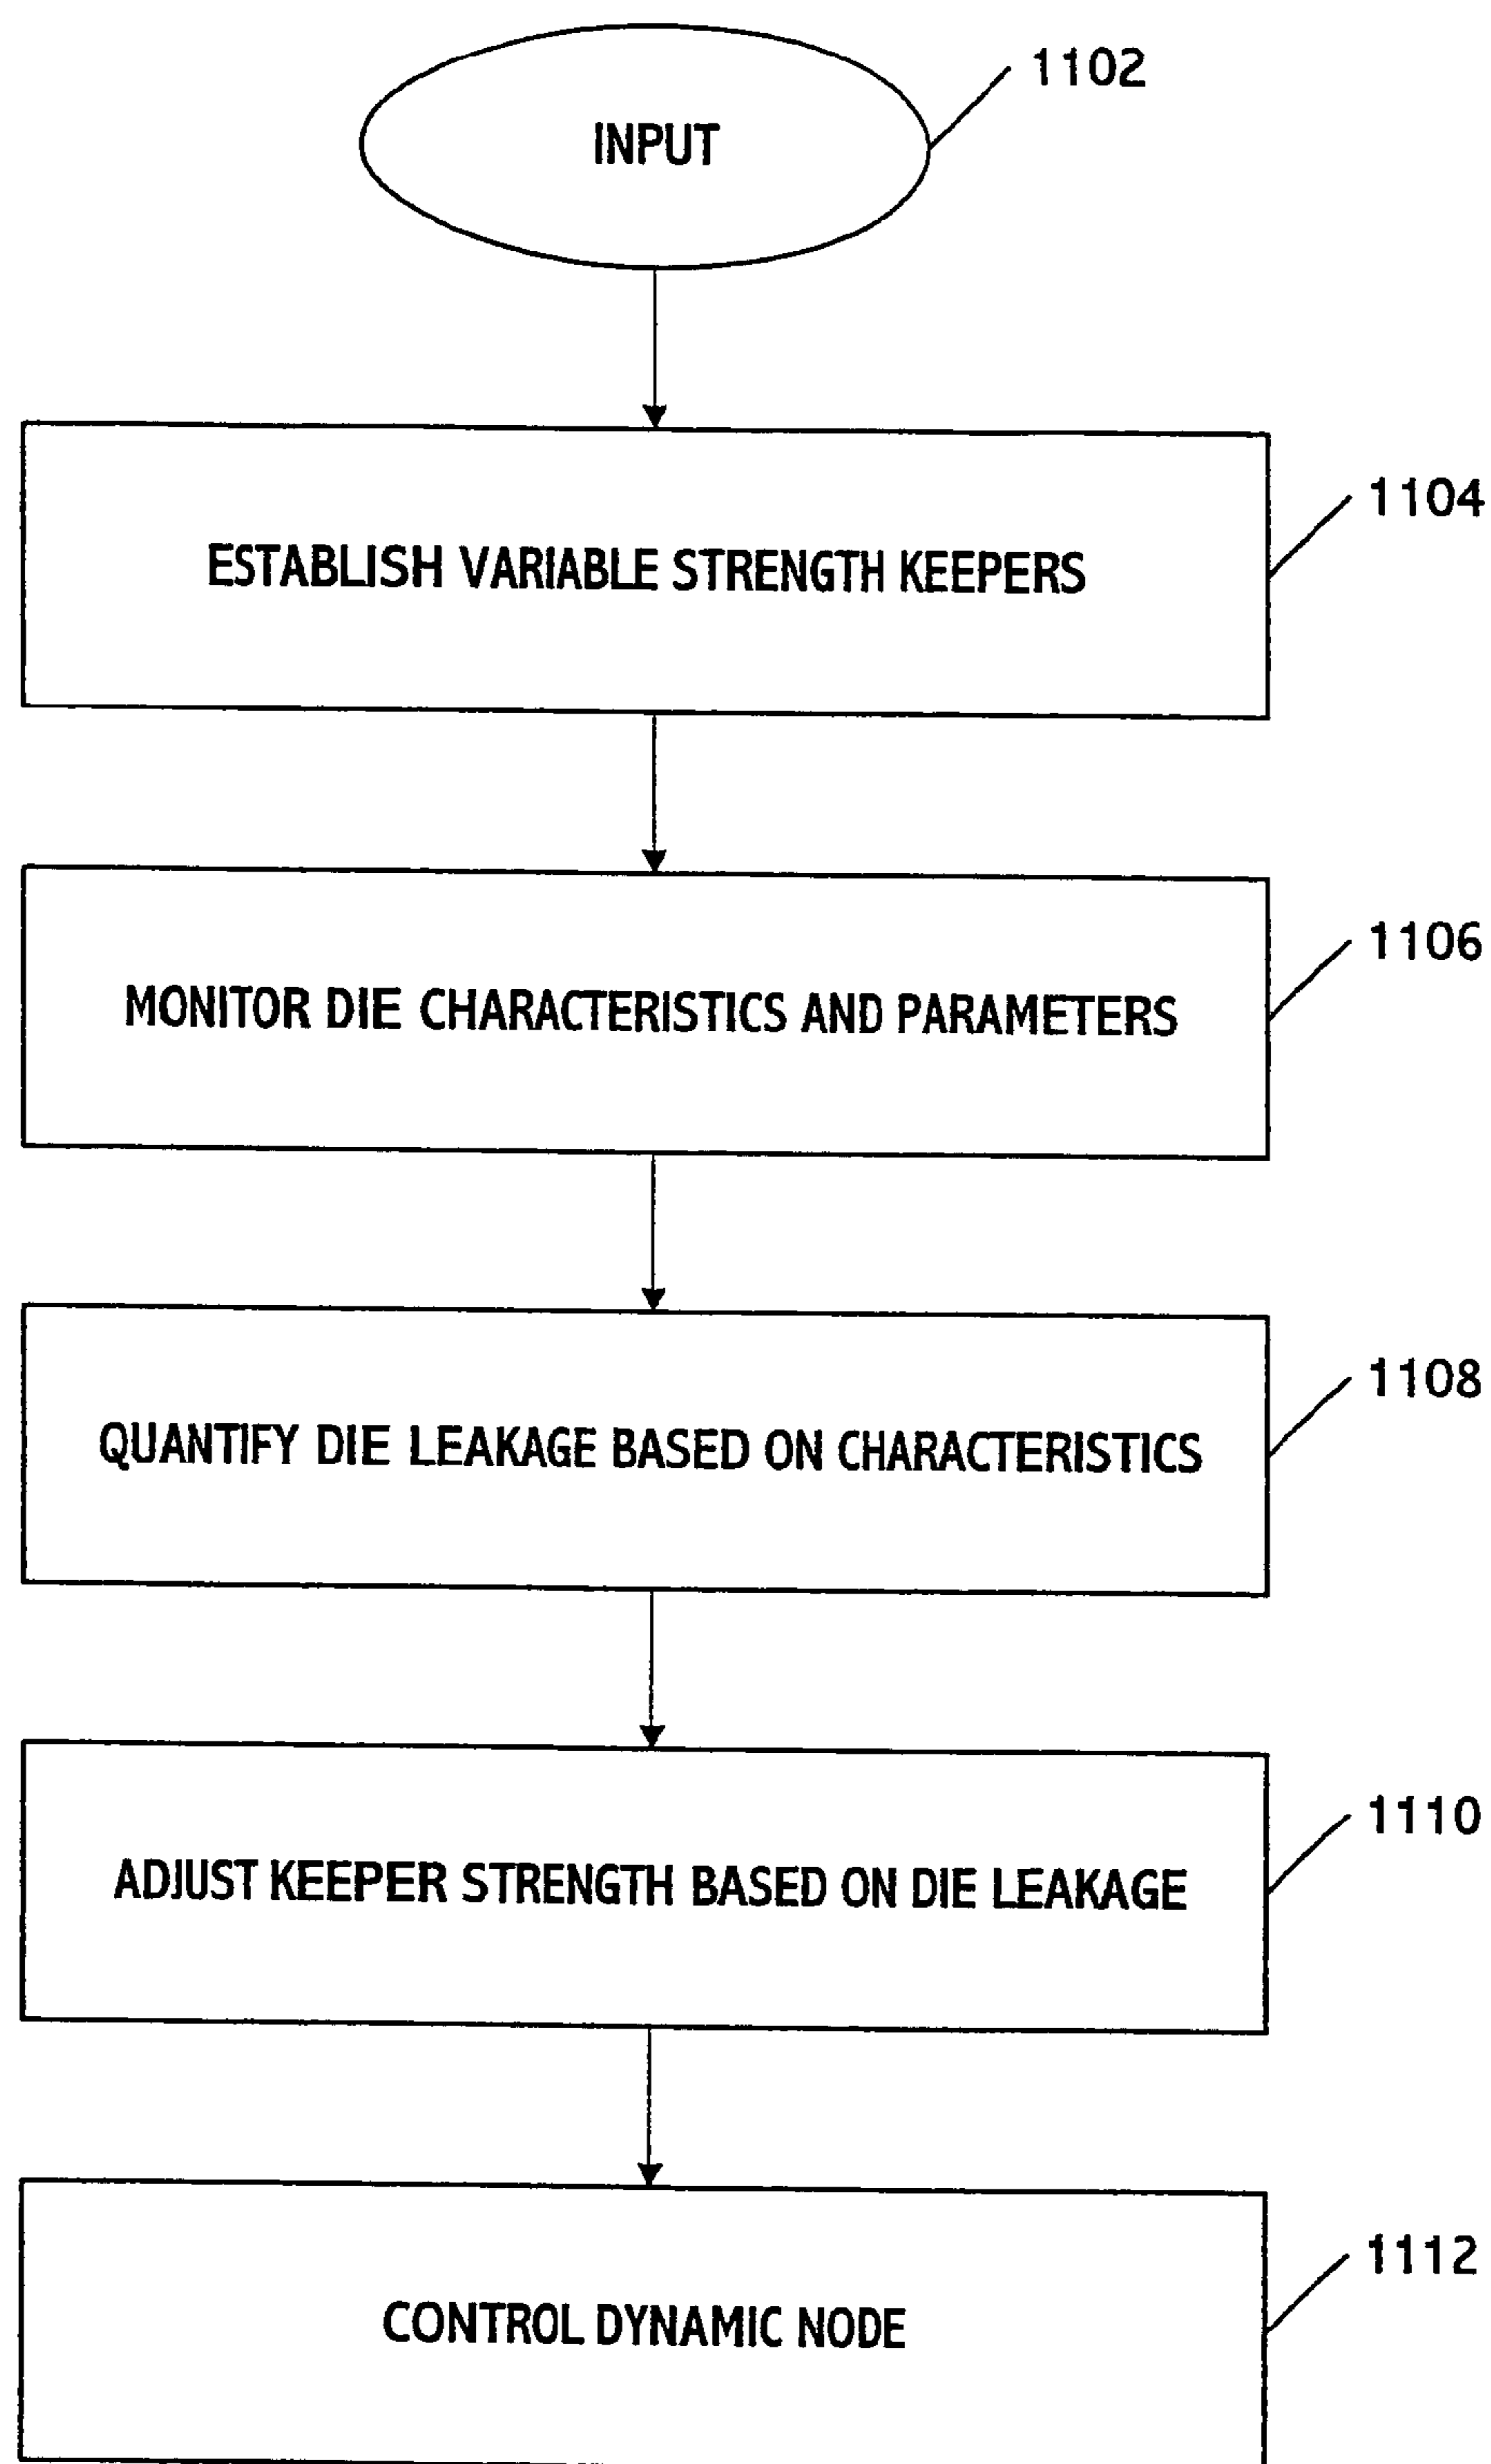 INPUT
1102
ESTABLISH VARIABLE STRENGTH KEEPERS
1104
MONITOR DIE CHARACTERISTICS AND PARAMETERS
1106
QUANTIFY DIE LEAKAGE BASED ON CHARACTERISTICS
1108
ADJUST KEEPER STRENGTH BASED ON DIE LEAKAGE
1110
CONTROL DYNAMIC NODE
1112